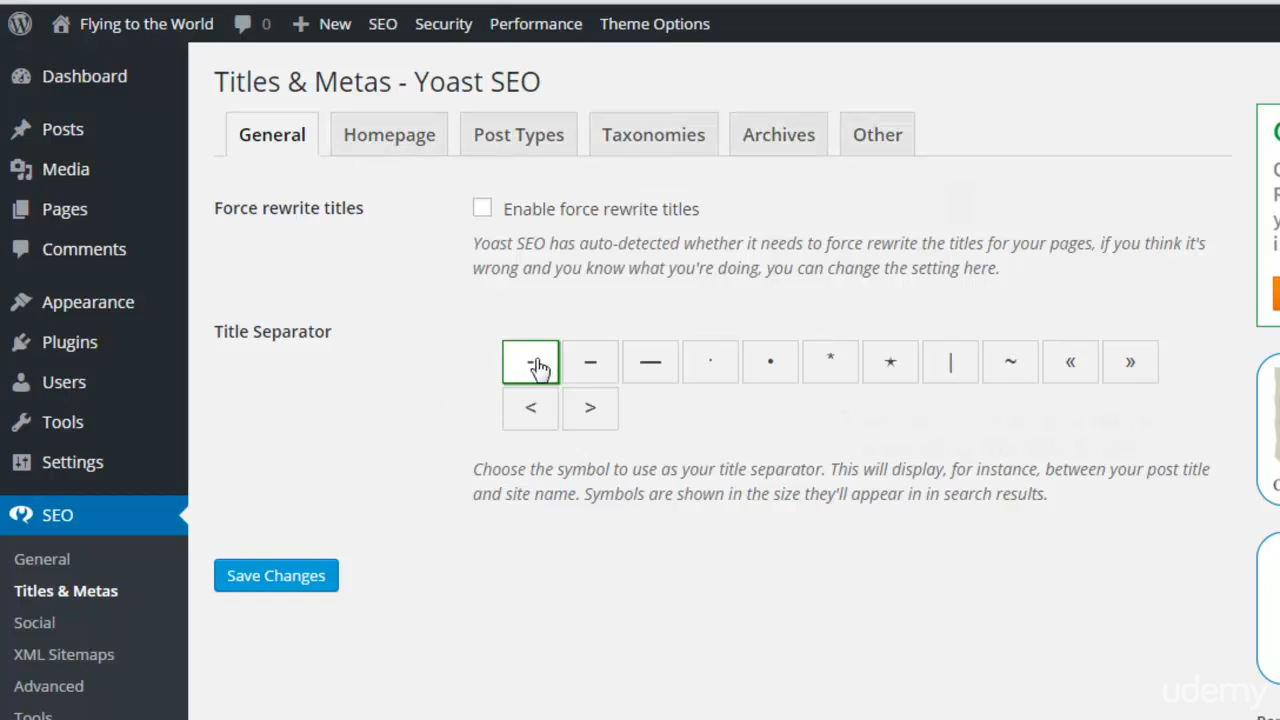 Flying to the World 0 New SEO Security Performance Theme Options
Dashboard
Posts
Media
Pages
Comments
Appearance
Plugins
Users
Tools
Settings
SEO
General
Titles & Metas
Social
XML Sitemaps
Advanced
Tools
Titles & Metas - Yoast SEO
General Homepage Post Types Taxonomies Archives Other
Force rewrite titles
Enable force rewrite titles
Yoast SEO has auto-detected whether it needs to force rewrite the titles for your pages, if you think it's
wrong and you know what you're doing, you can change the setting here.
Title Separator
- – — · • * ⋆ | ~ « »
< >
Choose the symbol to use as your title separator. This will display, for instance, between your post title
and site name. Symbols are shown in the size they'll appear in in search results.
Save Changes
udemy